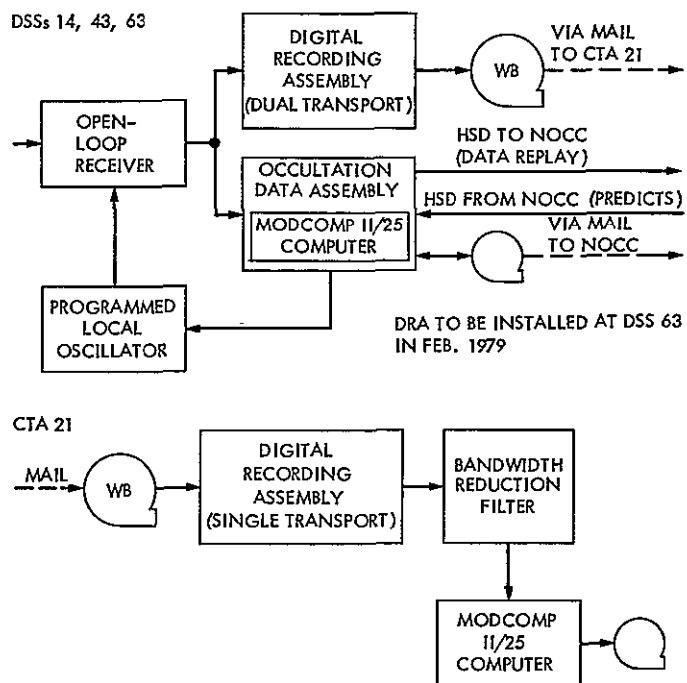 DSSs 14, 43, 63
OPEN-
LOOP
RECEIVER
DIGITAL
RECORDING
ASSEMBLY
(DUAL TRANSPORT)
WB
VIA MAIL
TO CTA 21
OCCULTATION
DATA ASSEMBLY
MODCOMP II/25
COMPUTER
HSD TO NOCC
(DATA REPLAY)
HSD FROM NOCC (PREDICTS)
VIA MAIL
TO NOCC
PROGRAMMED
LOCAL
OSCILLATOR
DRA TO BE INSTALLED AT DSS 63
IN FEB. 1979
CTA 21
MAIL
WB
DIGITAL
RECORDING
ASSEMBLY
(SINGLE TRANSPORT)
BANDWIDTH
REDUCTION
FILTER
MODCOMP
II/25
COMPUTER